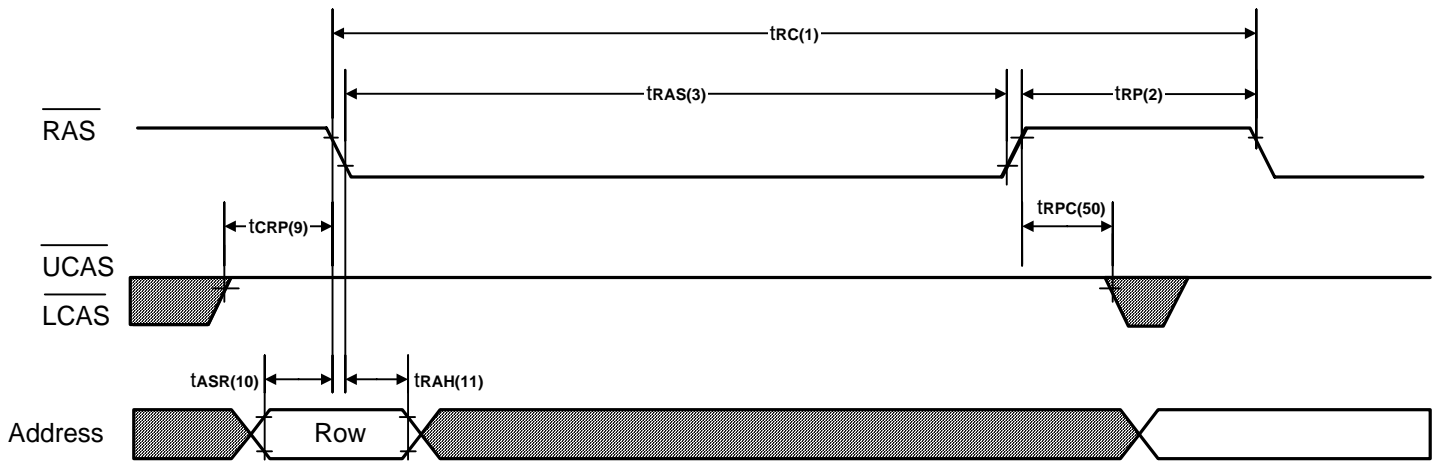 tRC(1)
tRAS(3)
tRP(2)
RAS
tCRP(9)
tRPC(50)
UCAS
LCAS
tASR(10)
tRAH(11)
Address
Row